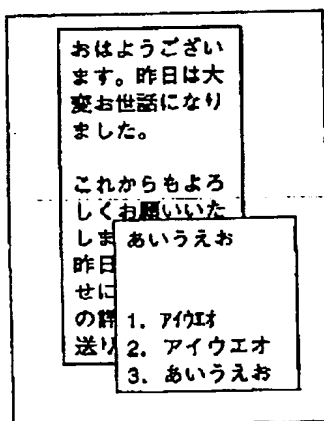 おはようござい
ます。昨日は大
変お世話になり
ました。
これからもよろ
しくお願いいた
しま
昨日
せに
の詳
送り
あいうえお
1. ｱｲｳｴｵ
2. アイウエオ
3. あいうえお